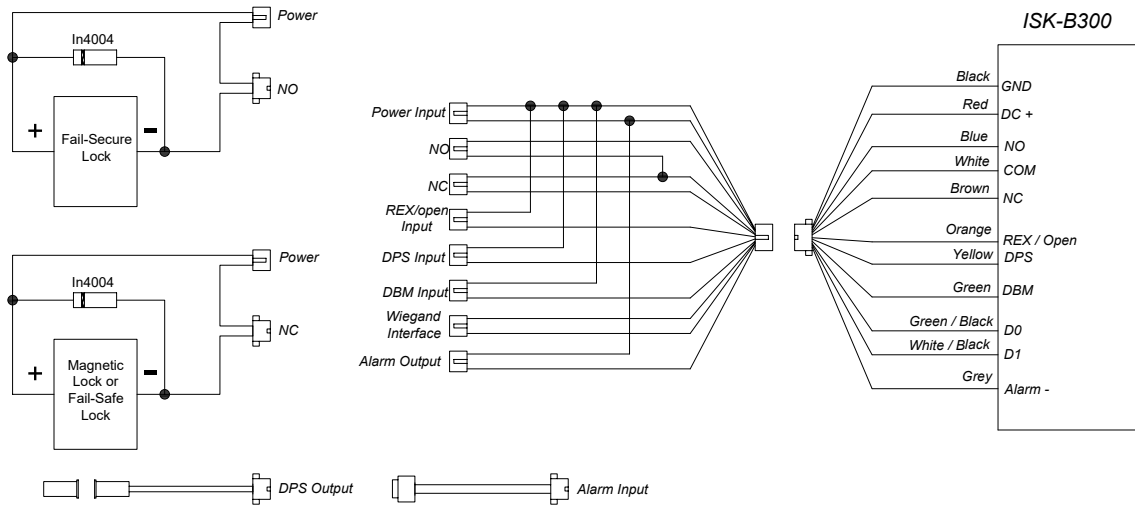 Power
In4004
NO
+
Fail-Secure
Lock
-
Power
In4004
NC
+
Magnetic
Lock or
Fail-Safe
Lock
-
DPS Output
Alarm Input
Power Input
NO
NC
REX/open
Input
DPS Input
DBM Input
Wiegand
Interface
Alarm Output
ISK-B300
Black
GND
Red
DC +
Blue
NO
White
COM
Brown
NC
Orange
REX / Open
Yellow
DPS
Green
DBM
Green / Black
D0
White / Black
D1
Grey
Alarm -